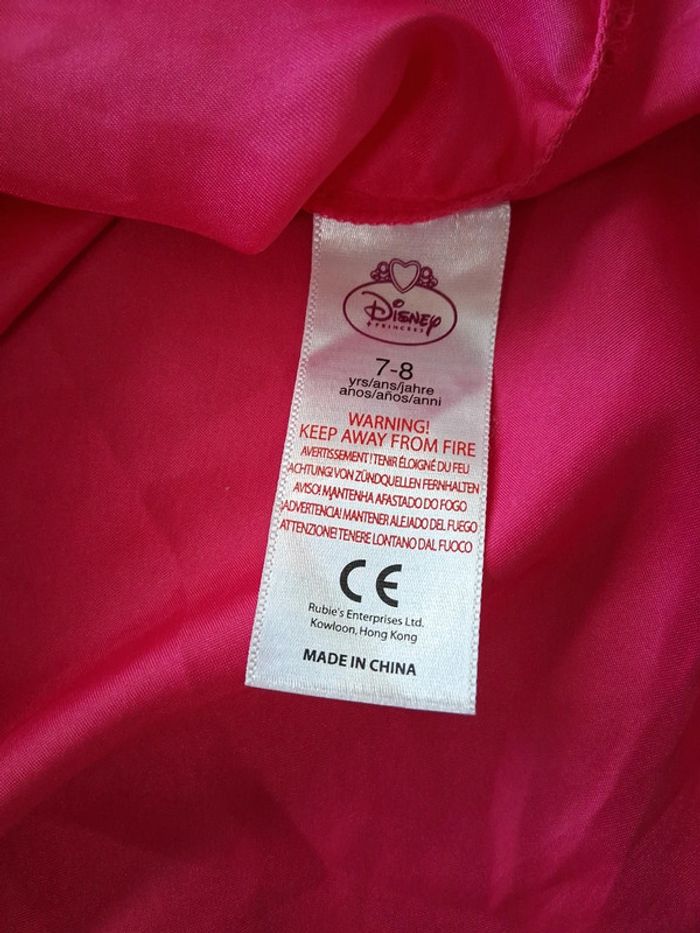 Disney
PRINCESS
7-8
yrs/ans/jahre
anos/años/anni
WARNING!
KEEP AWAY FROM FIRE
AVERTISSEMENT ! TENIR ÉLOIGNÉ DU FEU
ACHTUNG! VON ZÜNDQUELLEN FERNHALTEN
AVISO! MANTENHA AFASTADO DO FOGO
¡ADVERTENCIA! MANTENER ALEJADO DEL FUEGO
ATTENZIONE! TENERE LONTANO DAL FUOCO
CE
Rubie's Enterprises Ltd.
Kowloon, Hong Kong
MADE IN CHINA